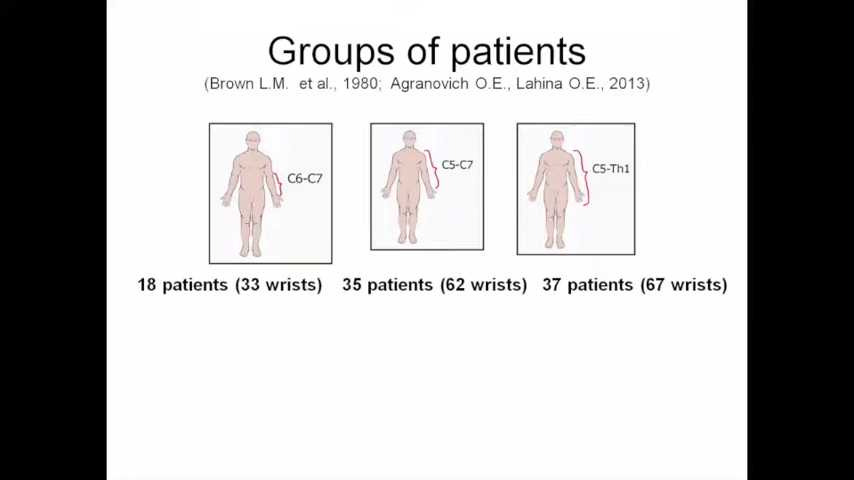 Groups of patients
(Brown L.M. et al., 1980; Agranovich O.E., Lahina O.E., 2013)
C6-C7
C5-C7
C5-Th1
18 patients (33 wrists) 35 patients (62 wrists) 37 patients (67 wrists)